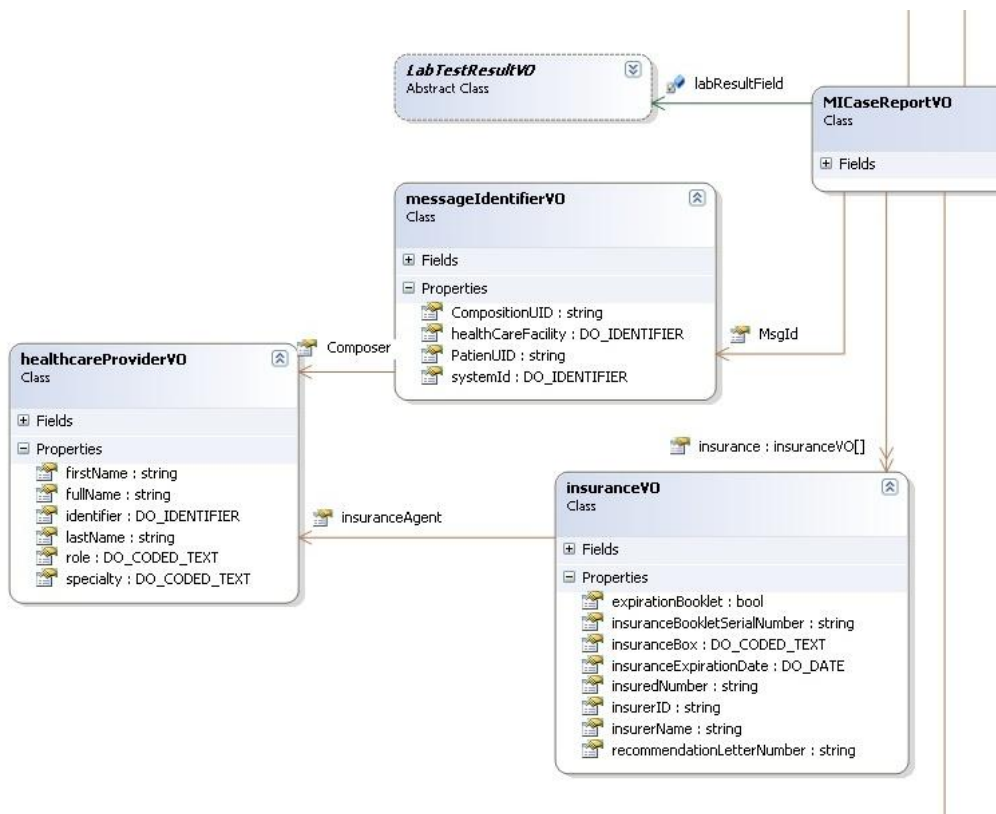 LabTestResultVO
Abstract Class
labResultField
MICaseReportVO
Class
Fields
messageIdentifierVO
Class
Fields
Properties
CompositionUID : string
healthCareFacility : DO_IDENTIFIER
PatienUID : string
systemId : DO_IDENTIFIER
MsgId
Composer
healthcareProviderVO
Class
Fields
Properties
firstName : string
fullName : string
identifier : DO_IDENTIFIER
lastName : string
role : DO_CODED_TEXT
specialty : DO_CODED_TEXT
insurance : insuranceVO[]
insuranceAgent
insuranceVO
Class
Fields
Properties
expirationBooklet : bool
insuranceBookletSerialNumber : string
insuranceBox : DO_CODED_TEXT
insuranceExpirationDate : DO_DATE
insuredNumber : string
insurerID : string
insurerName : string
recommendationLetterNumber : string